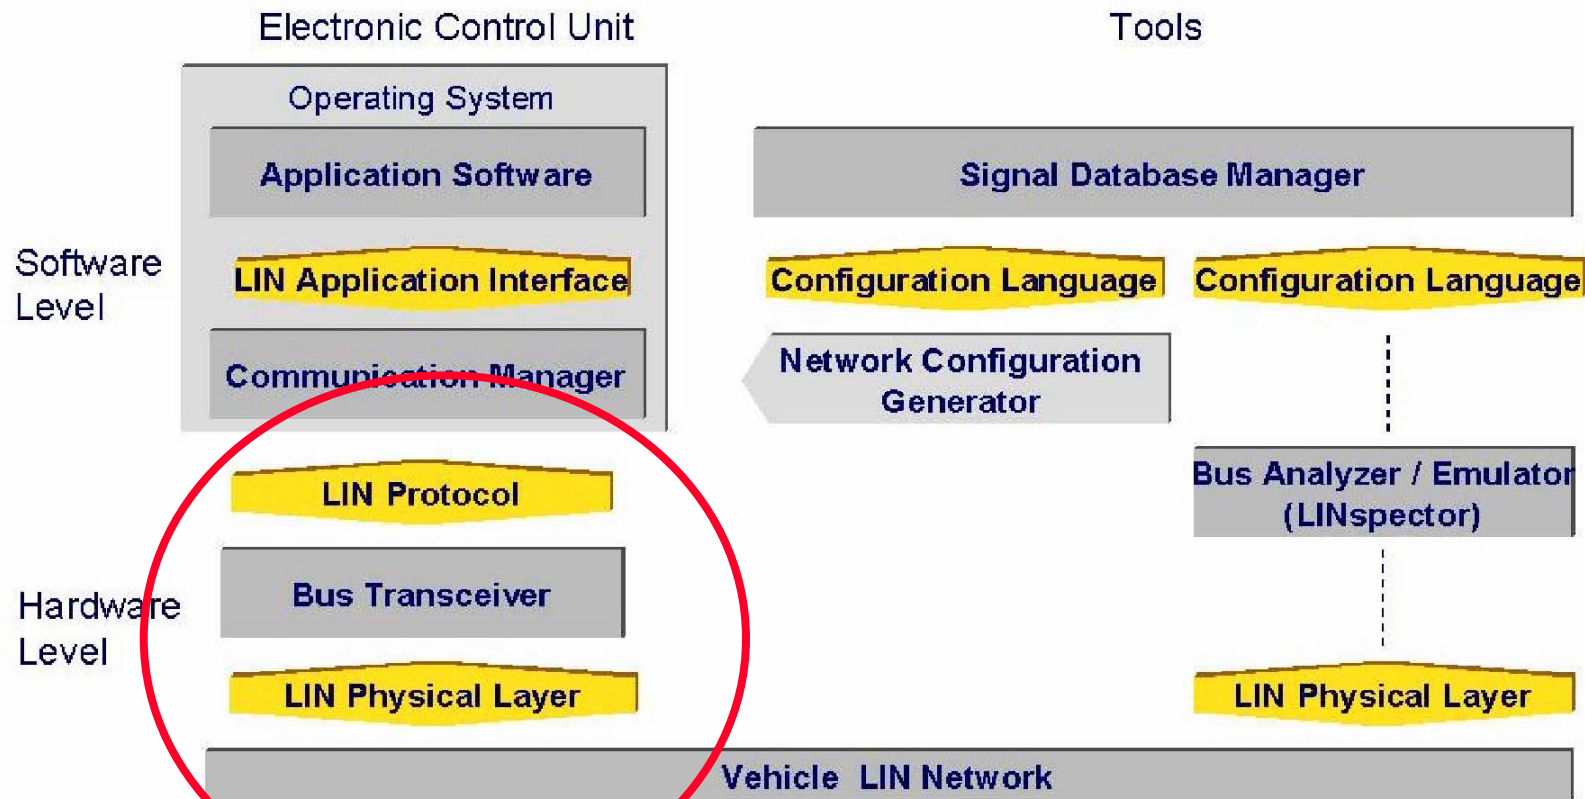 Electronic Control Unit
Tools
Operating System
Application Software
Signal Database Manager
Software
Level
LIN Application Interface
Configuration Language
Configuration Language
Communication Manager
Network Configuration
Generator
LIN Protocol
Bus Analyzer / Emulator
(LINspector)
Hardware
Level
Bus Transceiver
LIN Physical Layer
LIN Physical Layer
Vehicle LIN Network